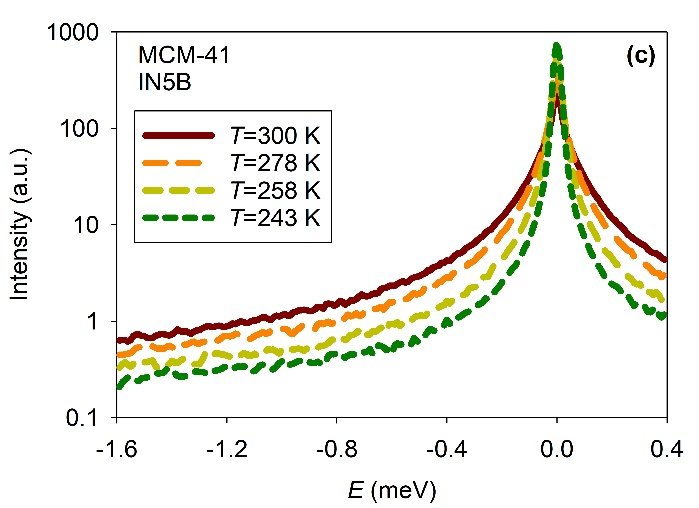 1000
100
10
1
0.1
Intensity (a.u.)
MCM-41
IN5B
(c)
T=300 K
T=278 K
T=258 K
T=243 K
-1.6 -1.2 -0.8 -0.4 0.0 0.4
E (meV)